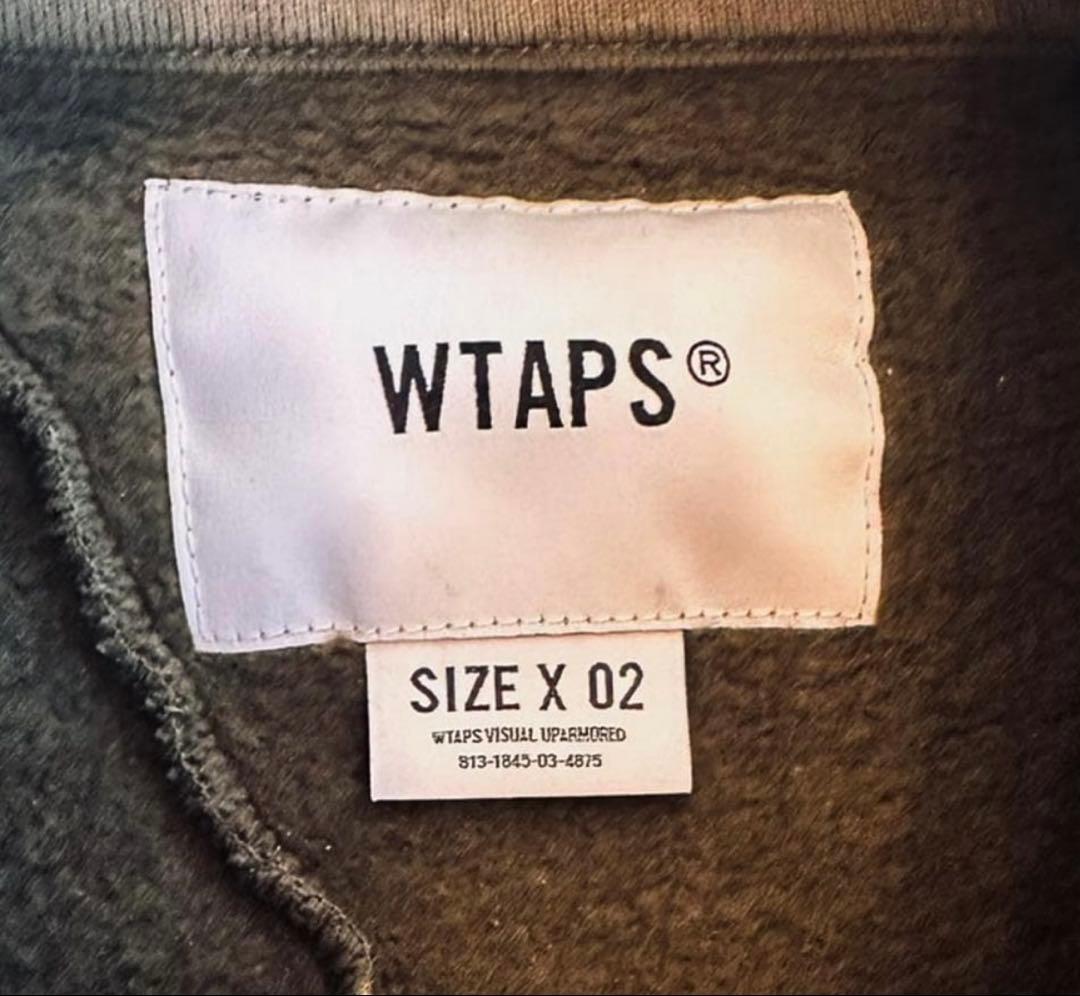 WTAPS®
SIZE X 02
WTAPS VISUAL UPARMORED
813-1845-03-4875